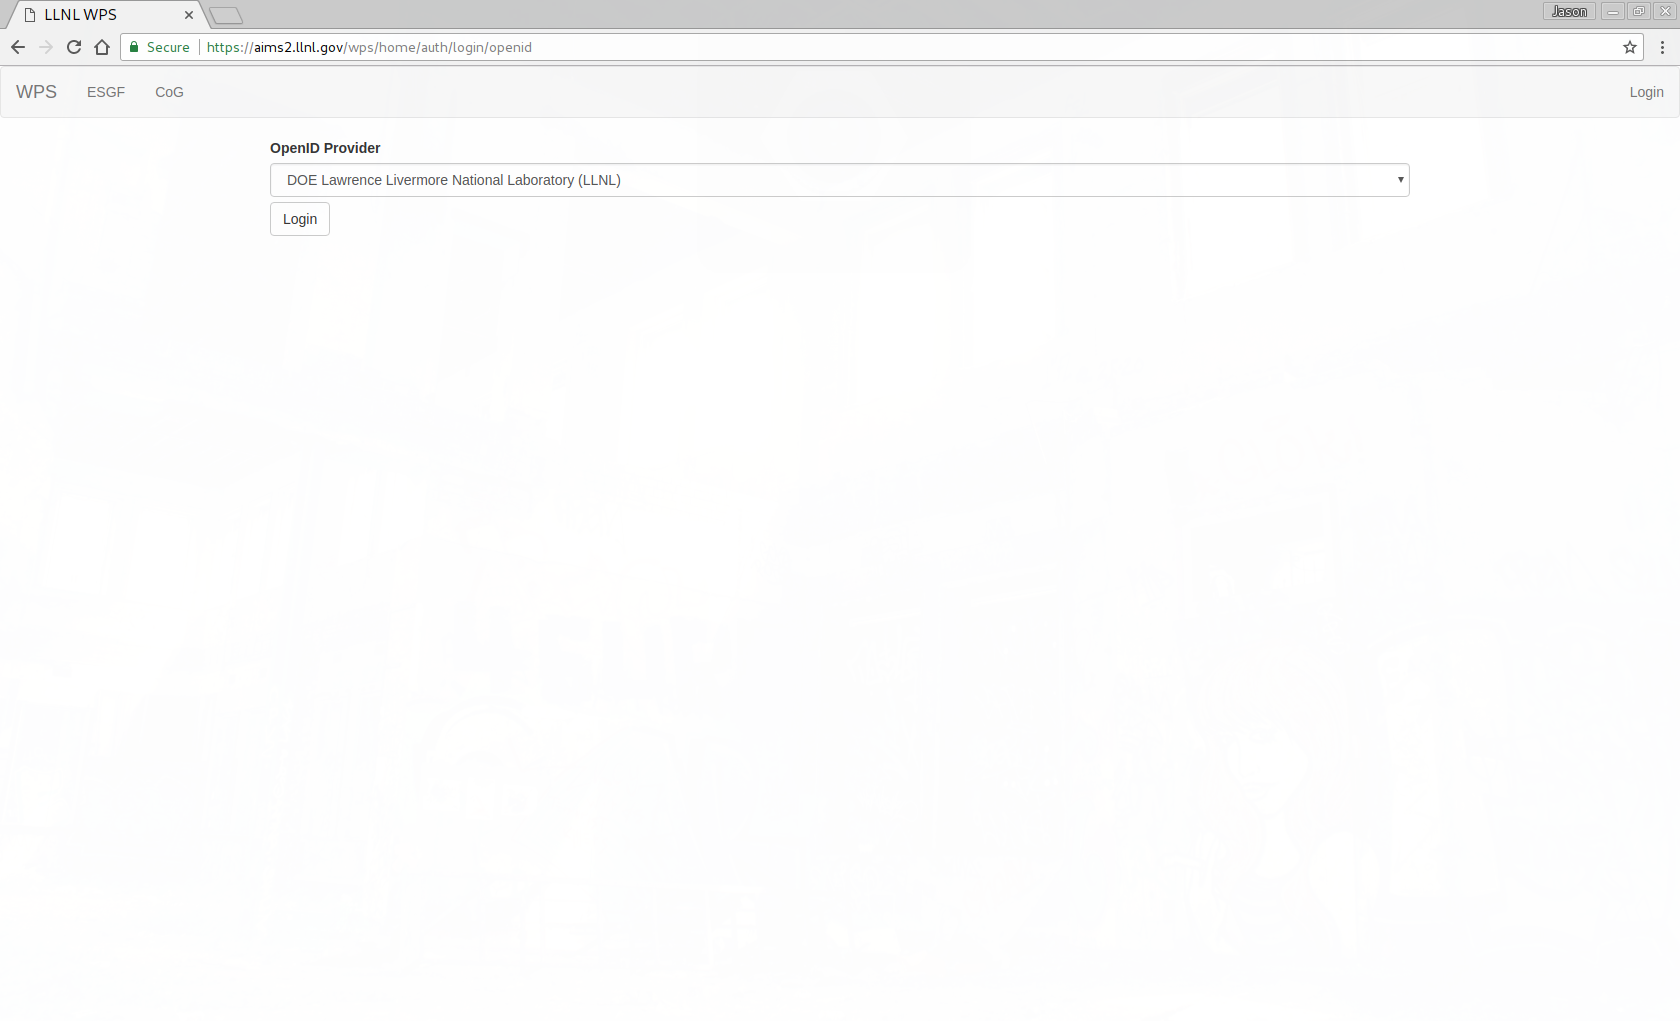 LLNL WPS
Jason
Secure
https://aims2.llnl.gov/wps/home/auth/login/openid
WPS
ESGF
CoG
Login
OpenID Provider
DOE Lawrence Livermore National Laboratory (LLNL)
Login